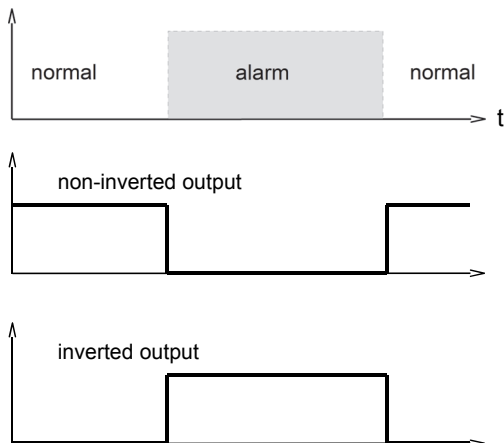 normal alarm normal
t
non-inverted output
inverted output